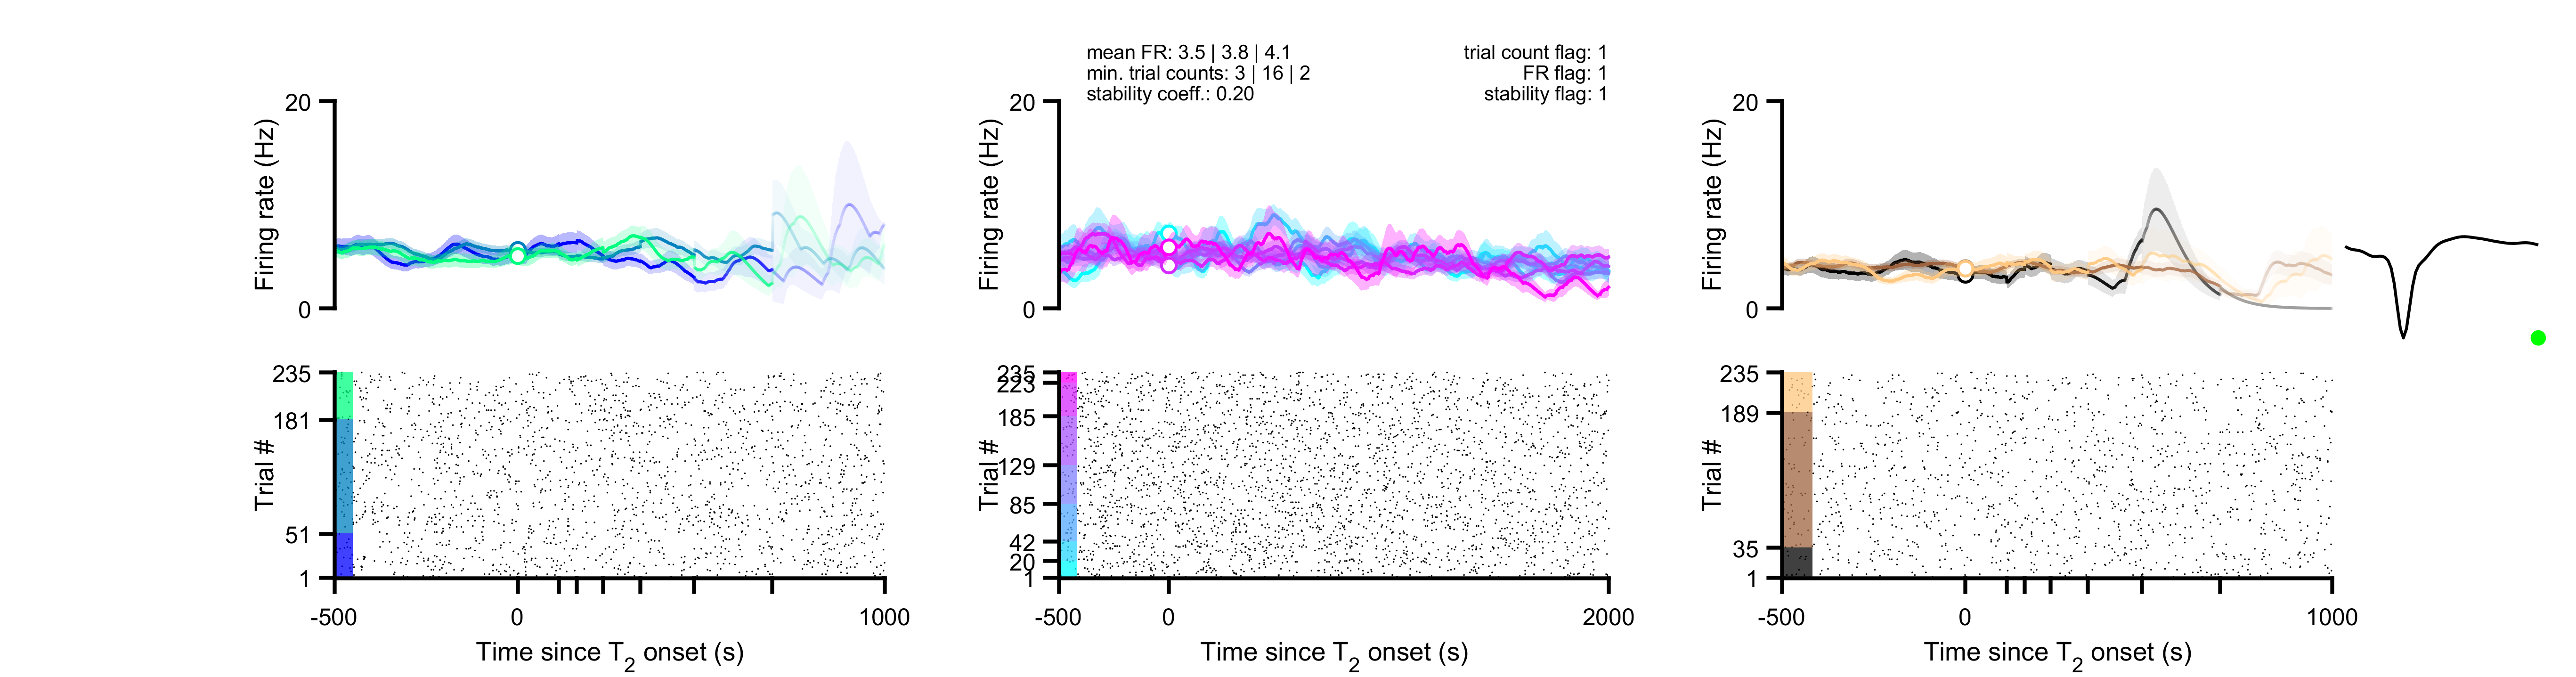 mean FR: 3.5 | 3.8 | 4.1
min. trial counts: 3 | 16 | 2
stability coeff.: 0.20
trial count flag: 1
FR flag: 1
stability flag: 1
20
0
Firing rate (Hz)
20
0
Firing rate (Hz)
20
0
Firing rate (Hz)
235
181
51
1
Trial #
-500
0
1000
Time since T2 onset (s)
235
223
185
129
85
42
20
1
Trial #
-500
0
2000
Time since T2 onset (s)
235
189
35
1
Trial #
-500
0
1000
Time since T2 onset (s)